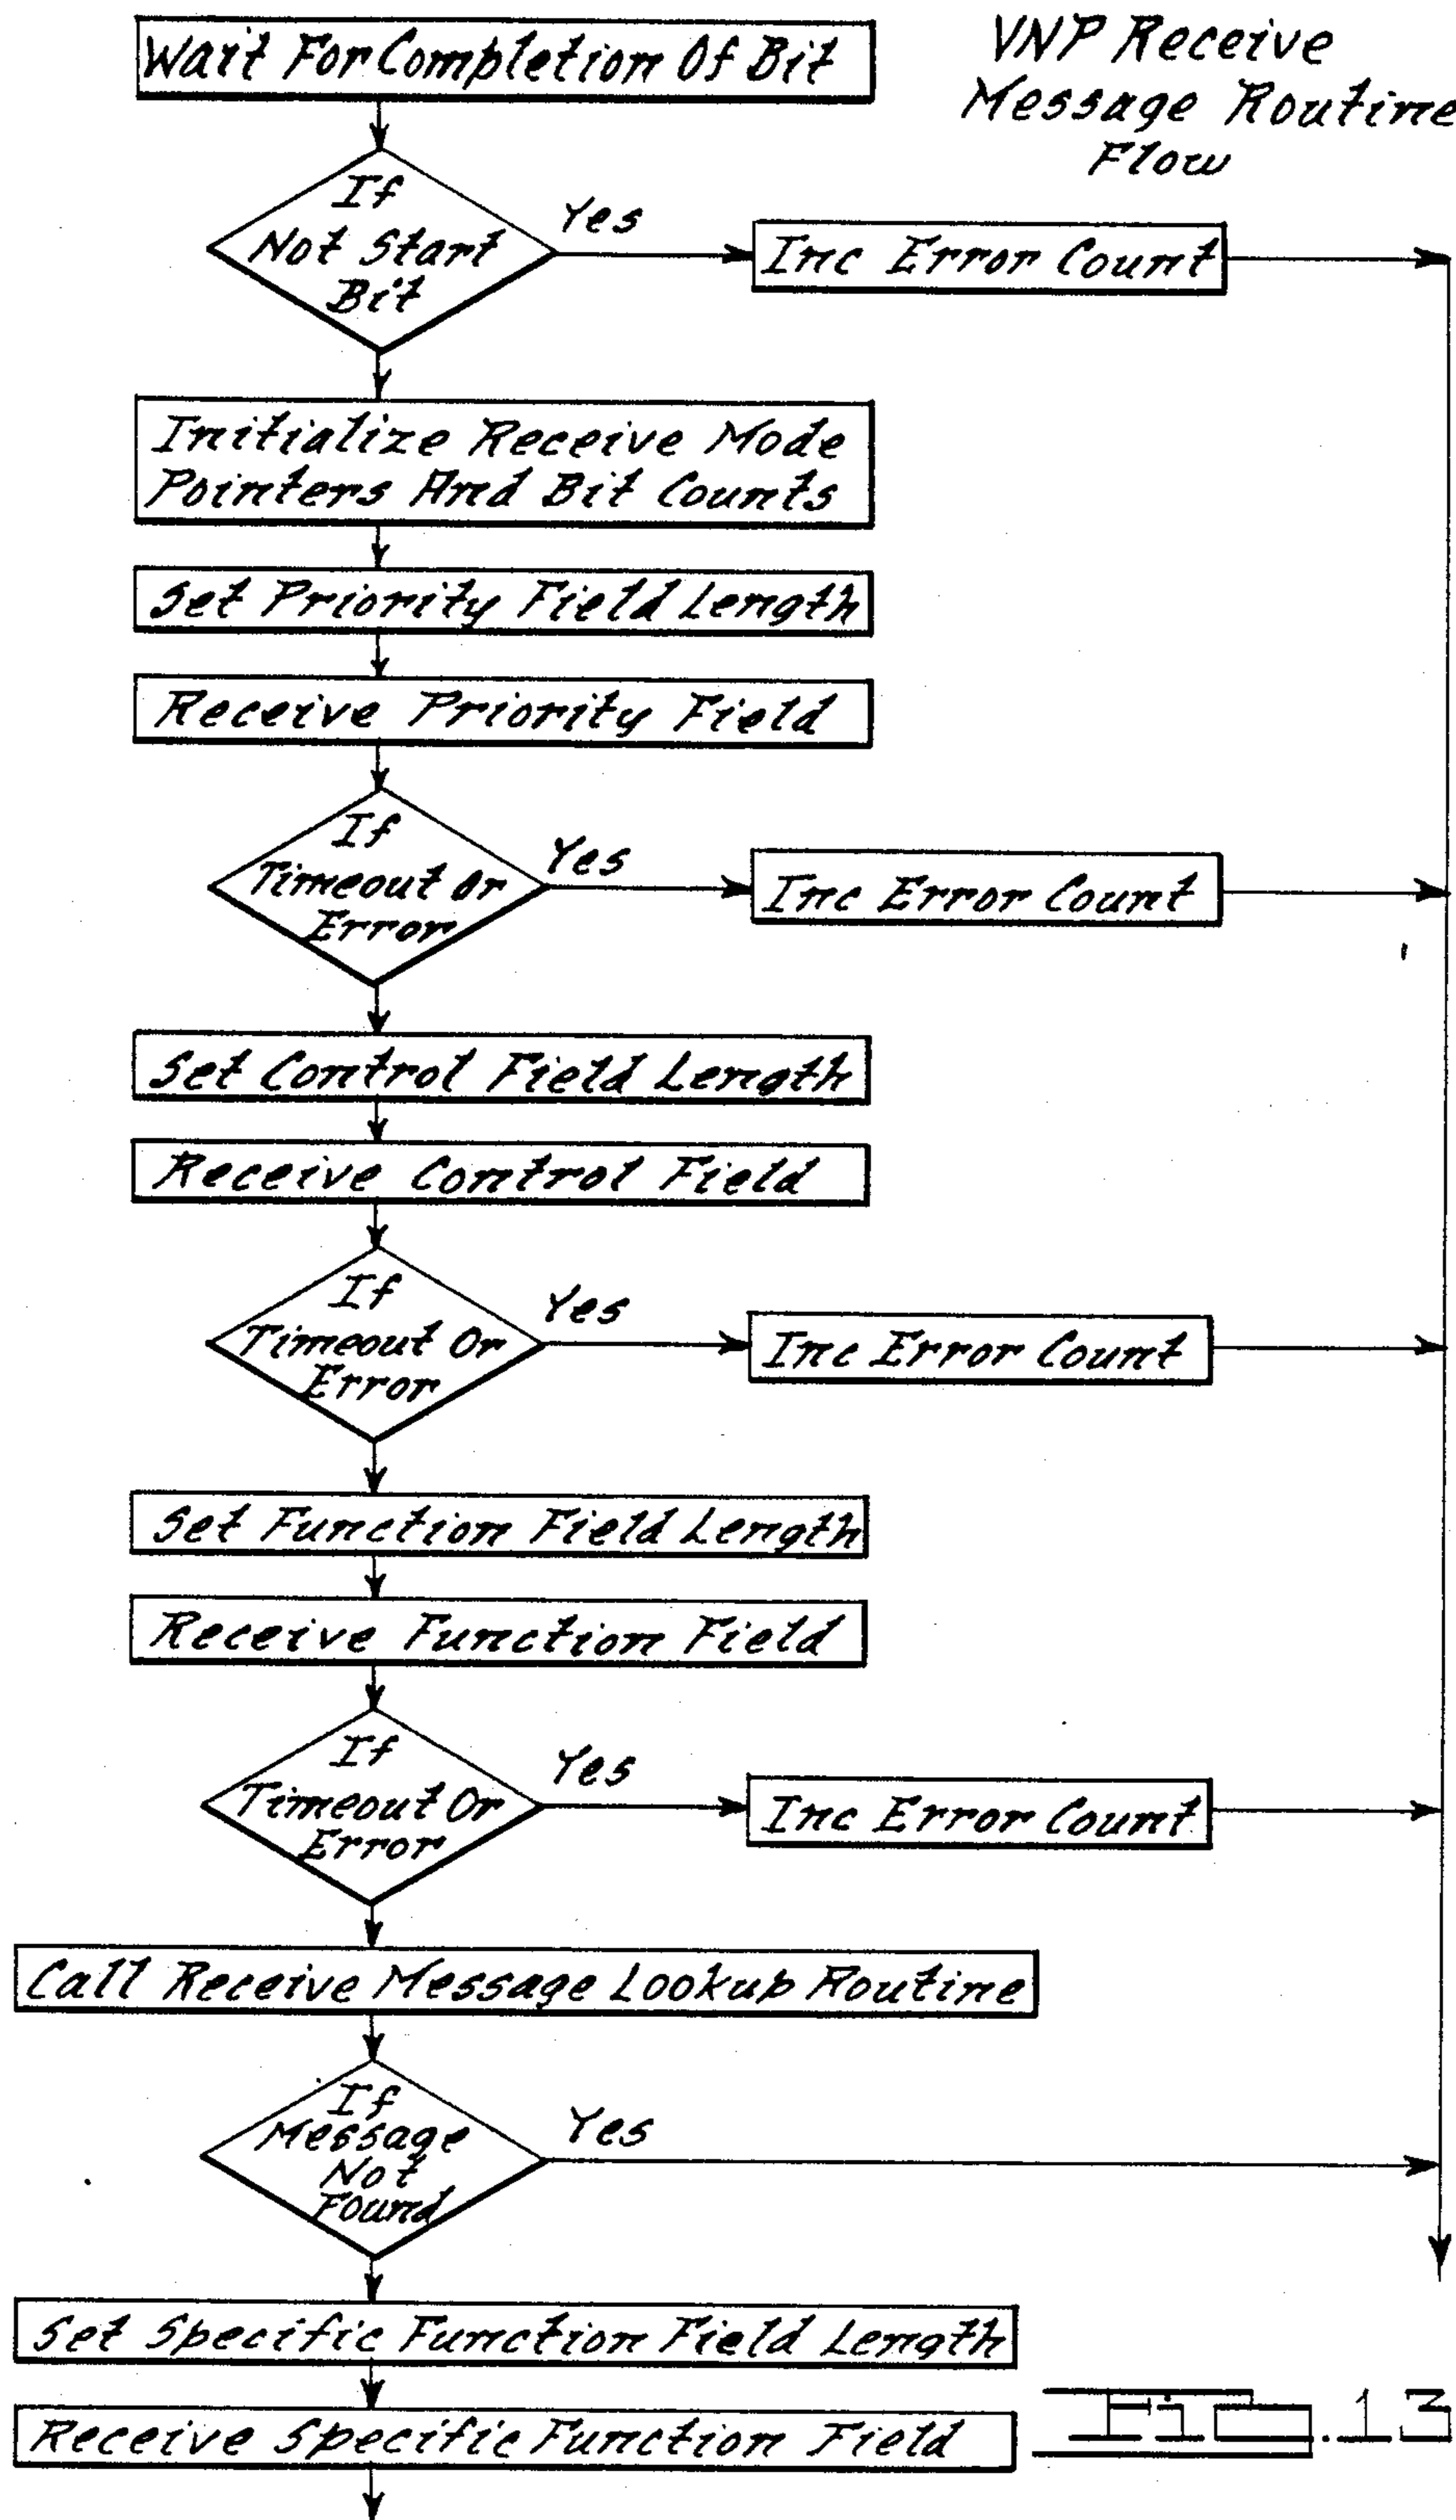 Wait For Completion Of Bit
VNP Receive
Message Routine
Flow
If
Not Start
Bit
Yes
Inc Error Count
Initialize Receive Mode
Pointers And Bit Counts
Set Priority Field Length
Receive Priority Field
If
Timeout Or
Error
Yes
Inc Error Count
Set Control Field Length
Receive Control Field
If
Timeout Or
Error
Yes
Inc Error Count
Set Function Field Length
Receive Function Field
If
Timeout Or
Error
Yes
Inc Error Count
Call Receive Message Lookup Routine
If
Message
Not
Found
Yes
Set Specific Function Field Length
Receive Specific Function Field
FIG.13